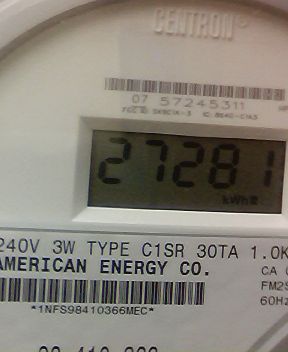 CENTRON®
07 57245311
27281
kWh
240V 3W TYPE C1SR 30TA 1.0K
AMERICAN ENERGY CO.
CA
FM2S
60Hz
*1NFS98410366MEC*